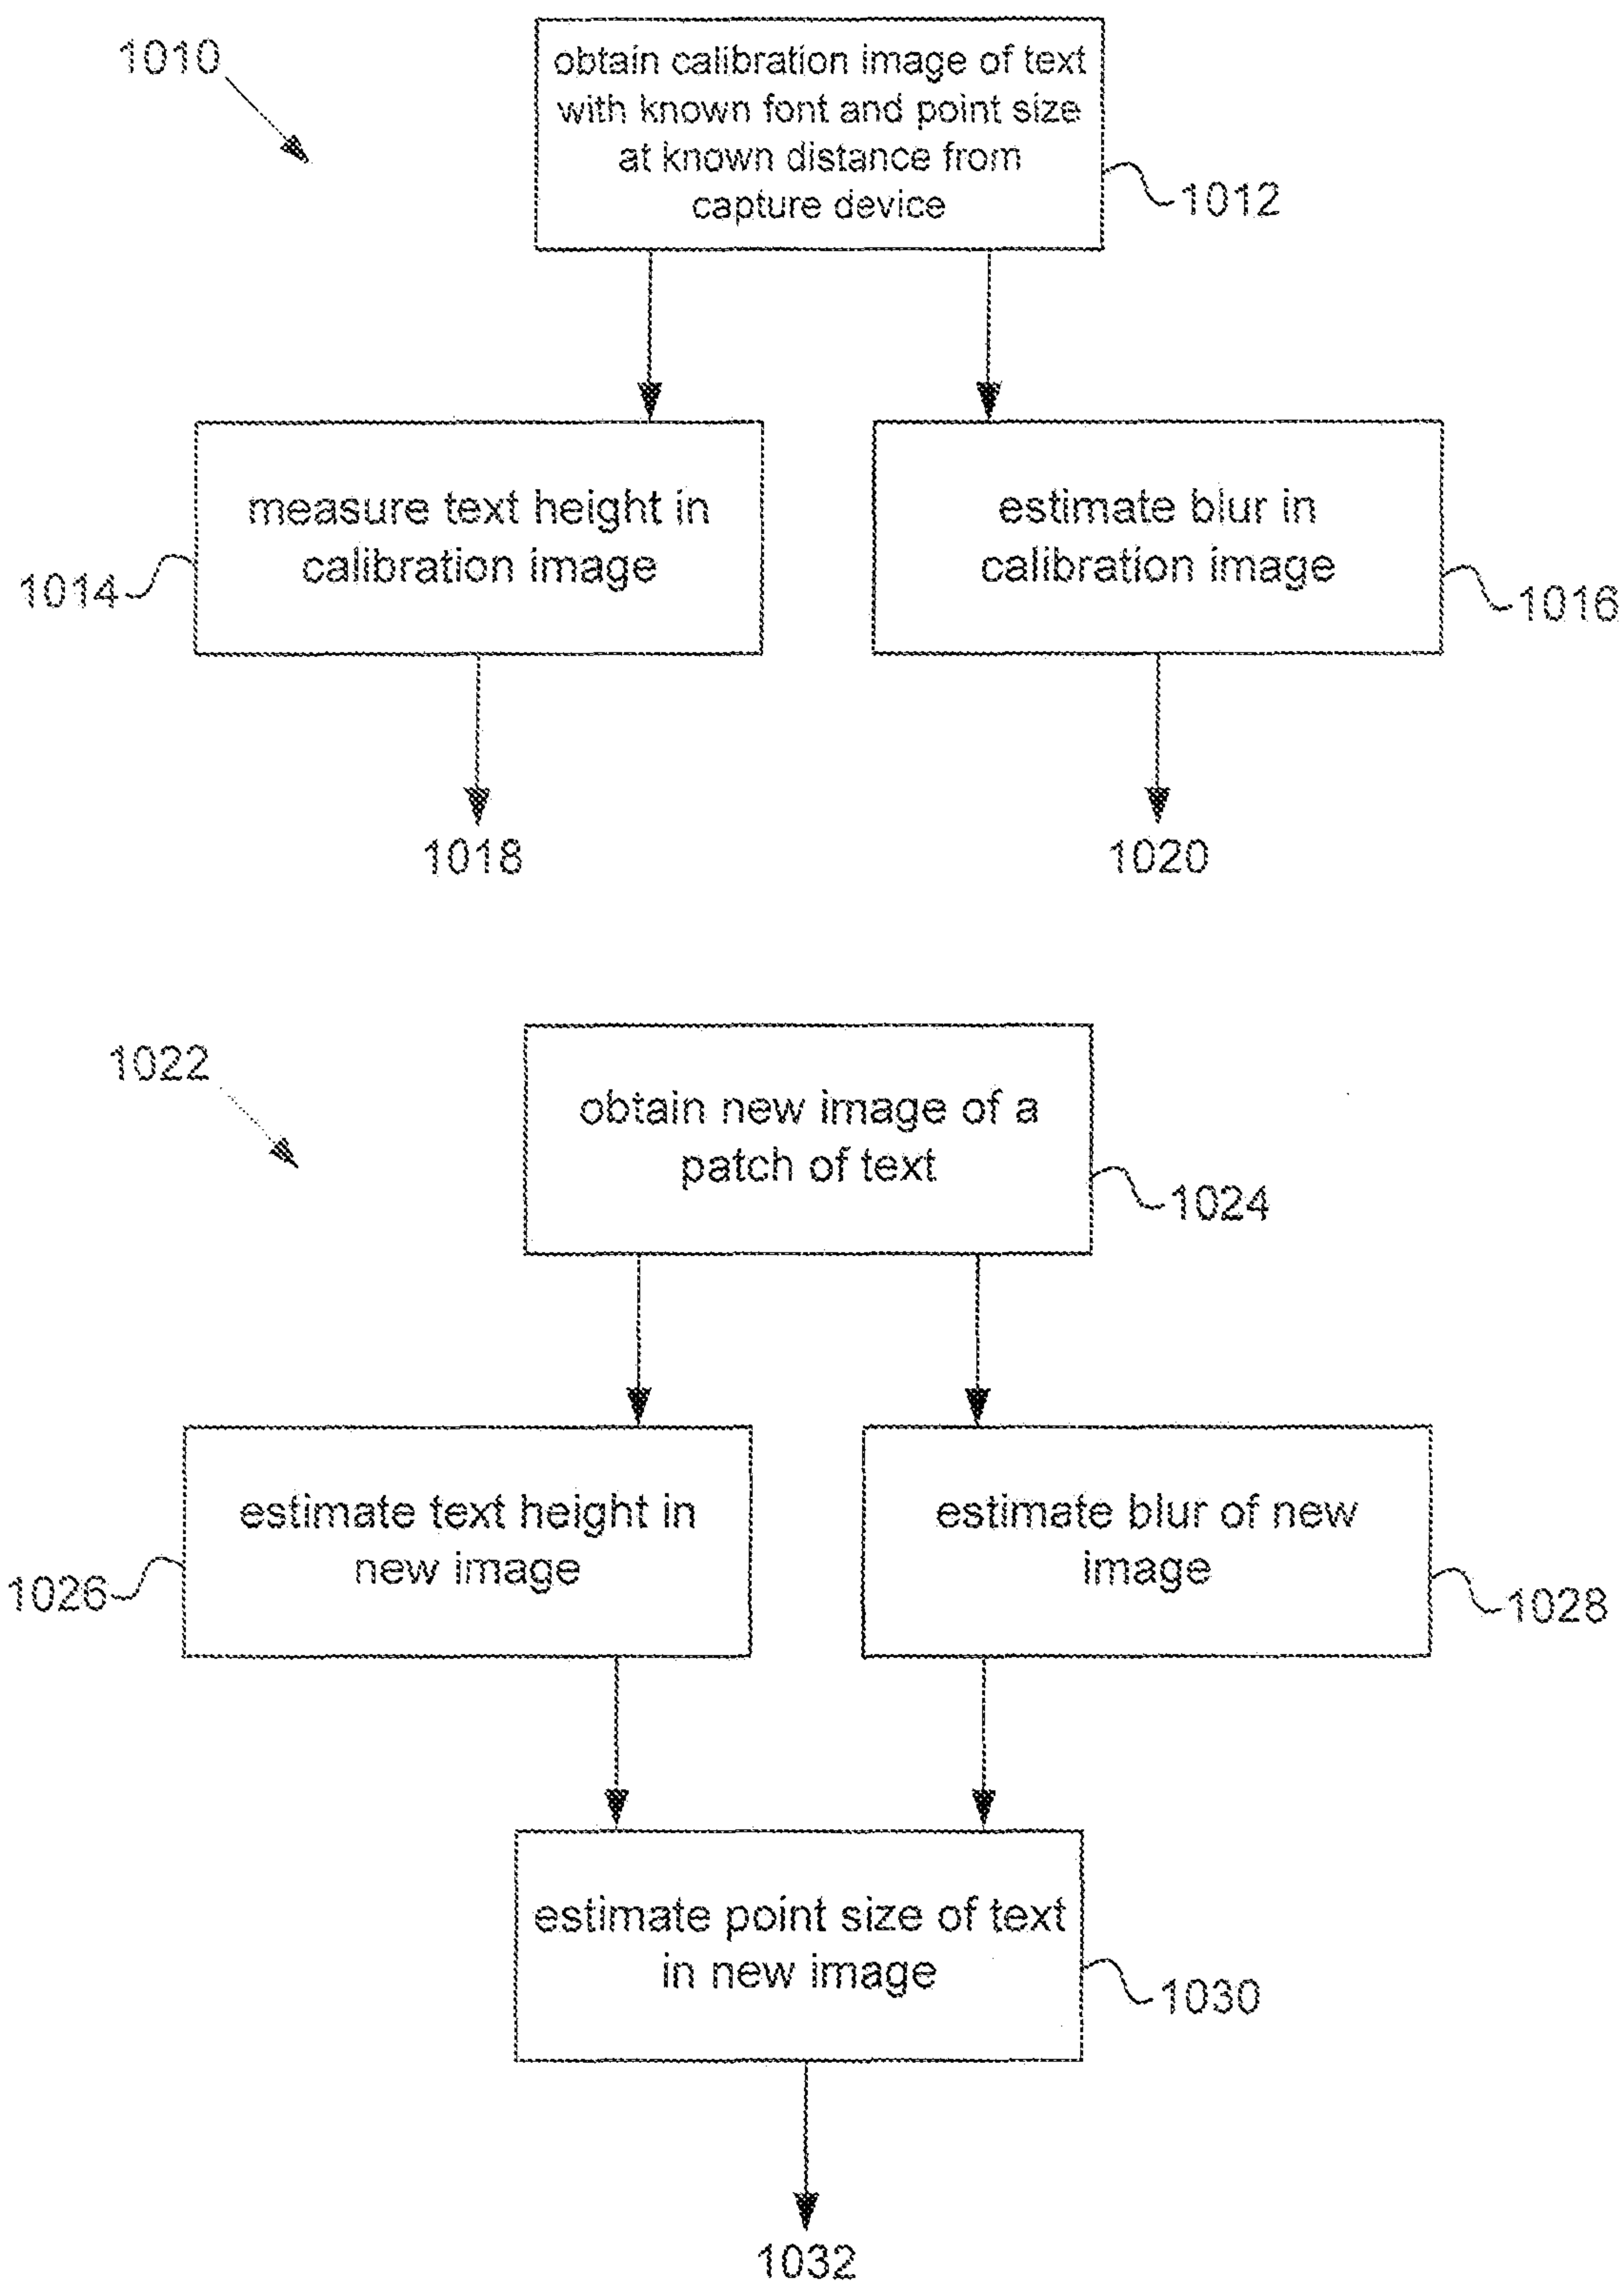 1010
obtain calibration image of text
with known font and point size
at known distance from
capture device
1012
measure text height in
calibration image
1014
estimate blur in
calibration image
1016
1018
1020
1022
obtain new image of a
patch of text
1024
estimate text height in
new image
1026
estimate blur of new
image
1028
estimate point size of text
in new image
1030
1032